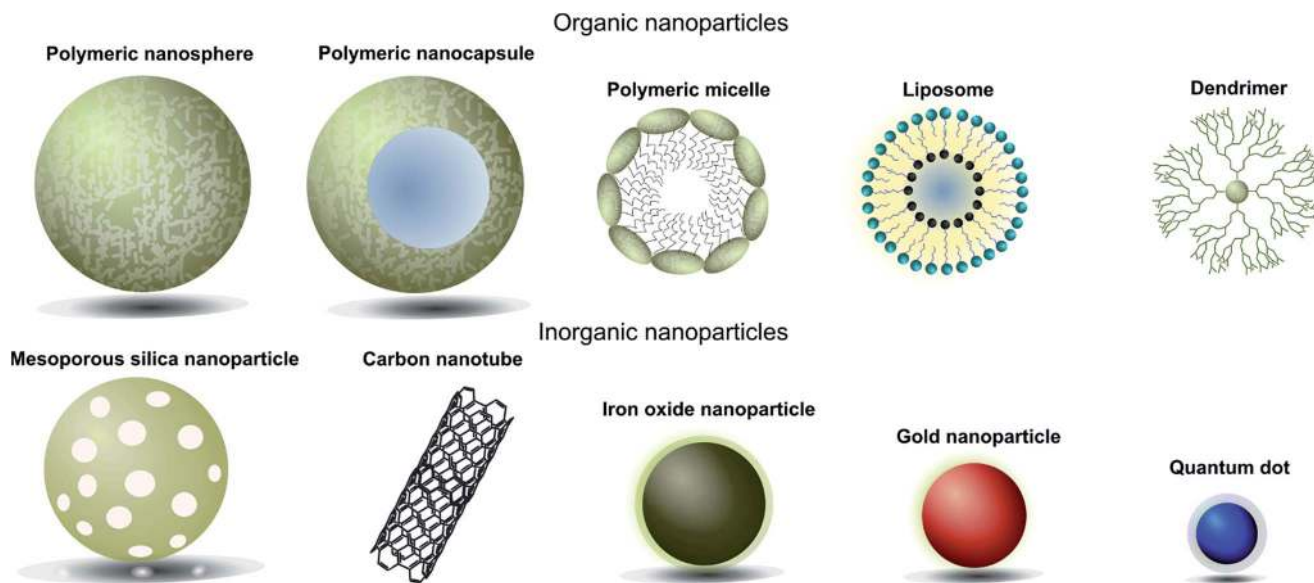 Organic nanoparticles
Polymeric nanosphere
Polymeric nanocapsule
Polymeric micelle
Liposome
Dendrimer
Inorganic nanoparticles
Mesoporous silica nanoparticle
Carbon nanotube
Iron oxide nanoparticle
Gold nanoparticle
Quantum dot